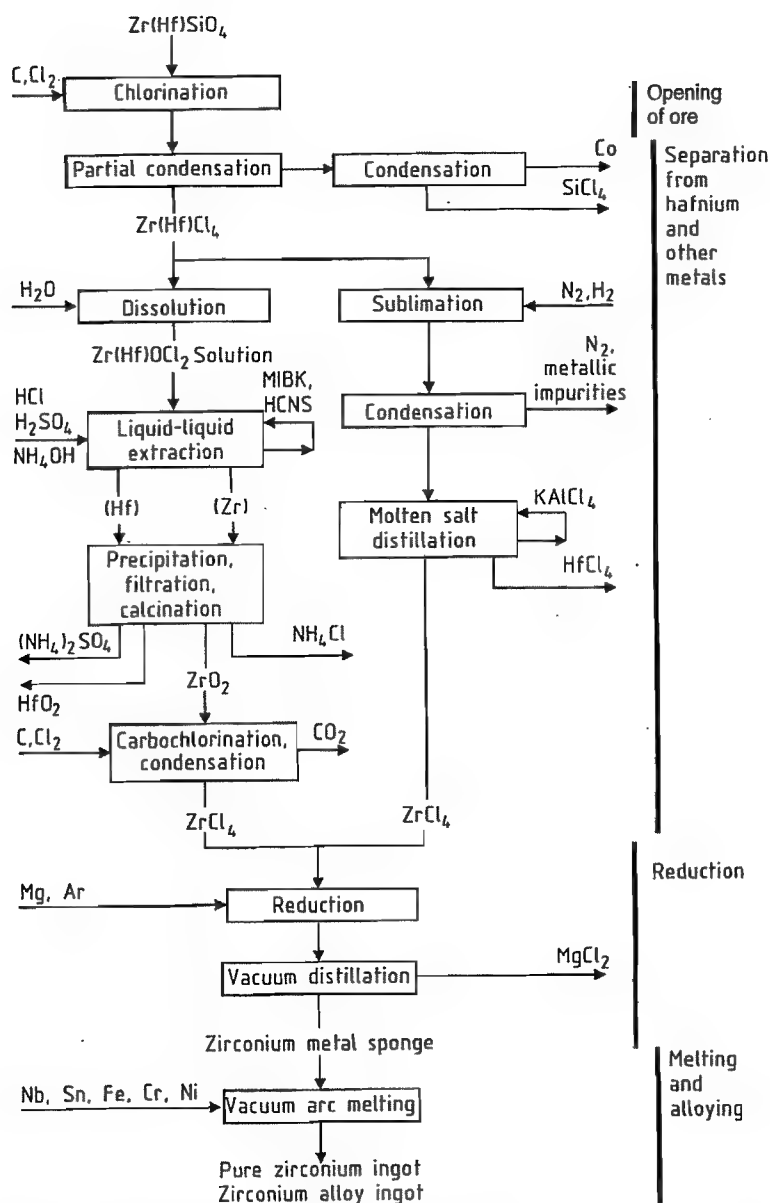 Zr(Hf)SiO₄
C,Cl₂
Chlorination
Opening
of ore
Partial condensation
Condensation
Co
SiCl₄
Separation
from
hafnium
and
other
metals
Zr(Hf)Cl₄
H₂O
Dissolution
Sublimation
N₂,H₂
Zr(Hf)OCl₂ Solution
N₂,
metallic
impurities
HCl
H₂SO₄
NH₄OH
MIBK,
HCNS
Liquid-liquid
extraction
Condensation
(Hf)
(Zr)
KAlCl₄
Molten salt
distillation
HfCl₄
Precipitation,
filtration,
calcination
(NH₄)₂SO₄
NH₄Cl
HfO₂
ZrO₂
C,Cl₂
Carbochlorination,
condensation
CO₂
ZrCl₄
ZrCl₄
Reduction
Mg, Ar
Reduction
Vacuum distillation
MgCl₂
Zirconium metal sponge
Melting
and
alloying
Nb, Sn, Fe, Cr, Ni
Vacuum arc melting
Pure zirconium ingot
Zirconium alloy ingot